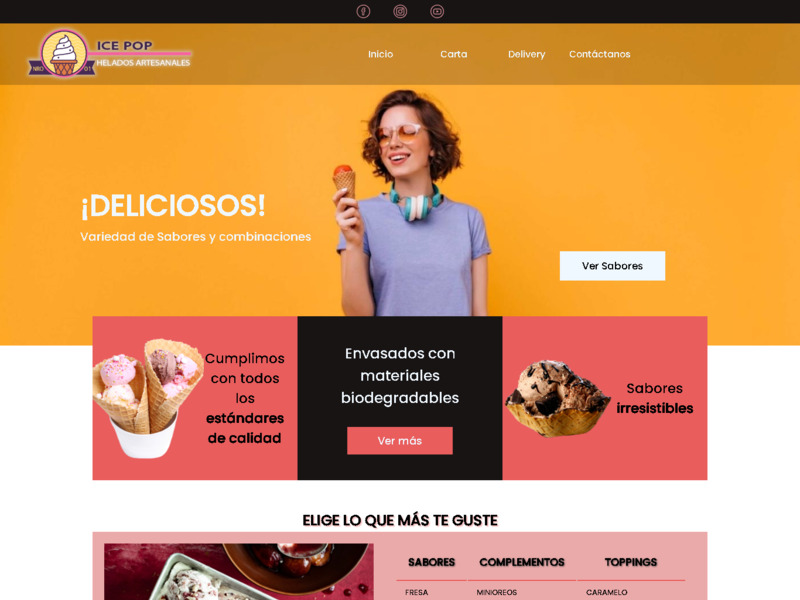 ICE POP
HELADOS ARTESANALES
NRO 01
Inicio
Carta
Delivery
Contáctanos
¡DELICIOSOS!
Variedad de Sabores y combinaciones
Ver Sabores
Cumplimos
con todos
los
estándares
de calidad
Envasados con
materiales
biodegradables
Ver más
Sabores
irresistibles
ELIGE LO QUE MÁS TE GUSTE
SABORES COMPLEMENTOS TOPPINGS
FRESA MINIOREOS CARAMELO